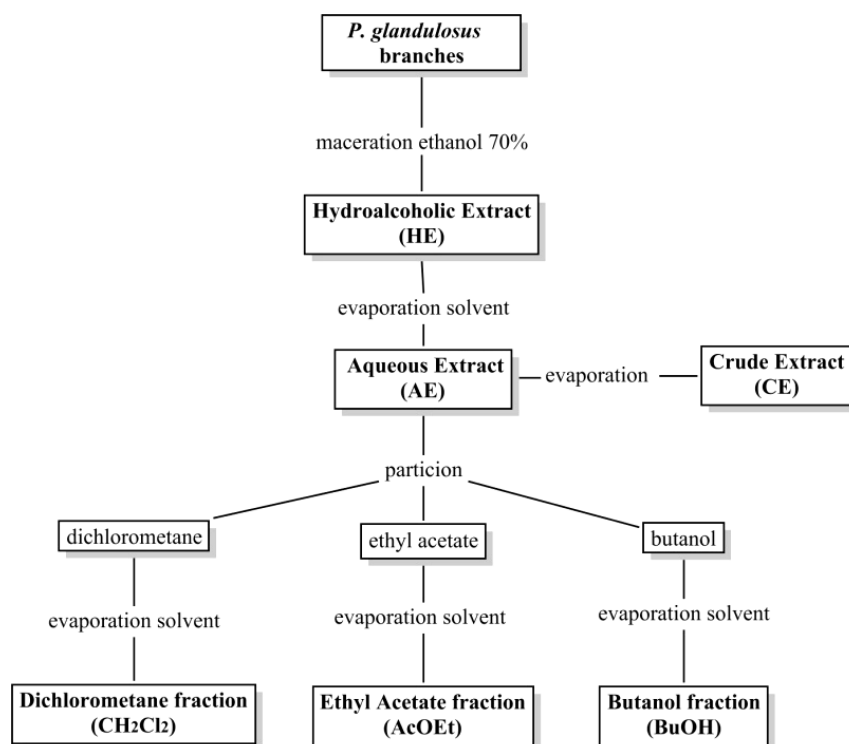 P. glandulosus
branches
maceration ethanol 70%
Hydroalcoholic Extract
(HE)
evaporation solvent
Aqueous Extract
(AE)
evaporation
Crude Extract
(CE)
particion
dichlorometane
ethyl acetate
butanol
evaporation solvent
evaporation solvent
evaporation solvent
Dichlorometane fraction
(CH2Cl2)
Ethyl Acetate fraction
(AcOEt)
Butanol fraction
(BuOH)